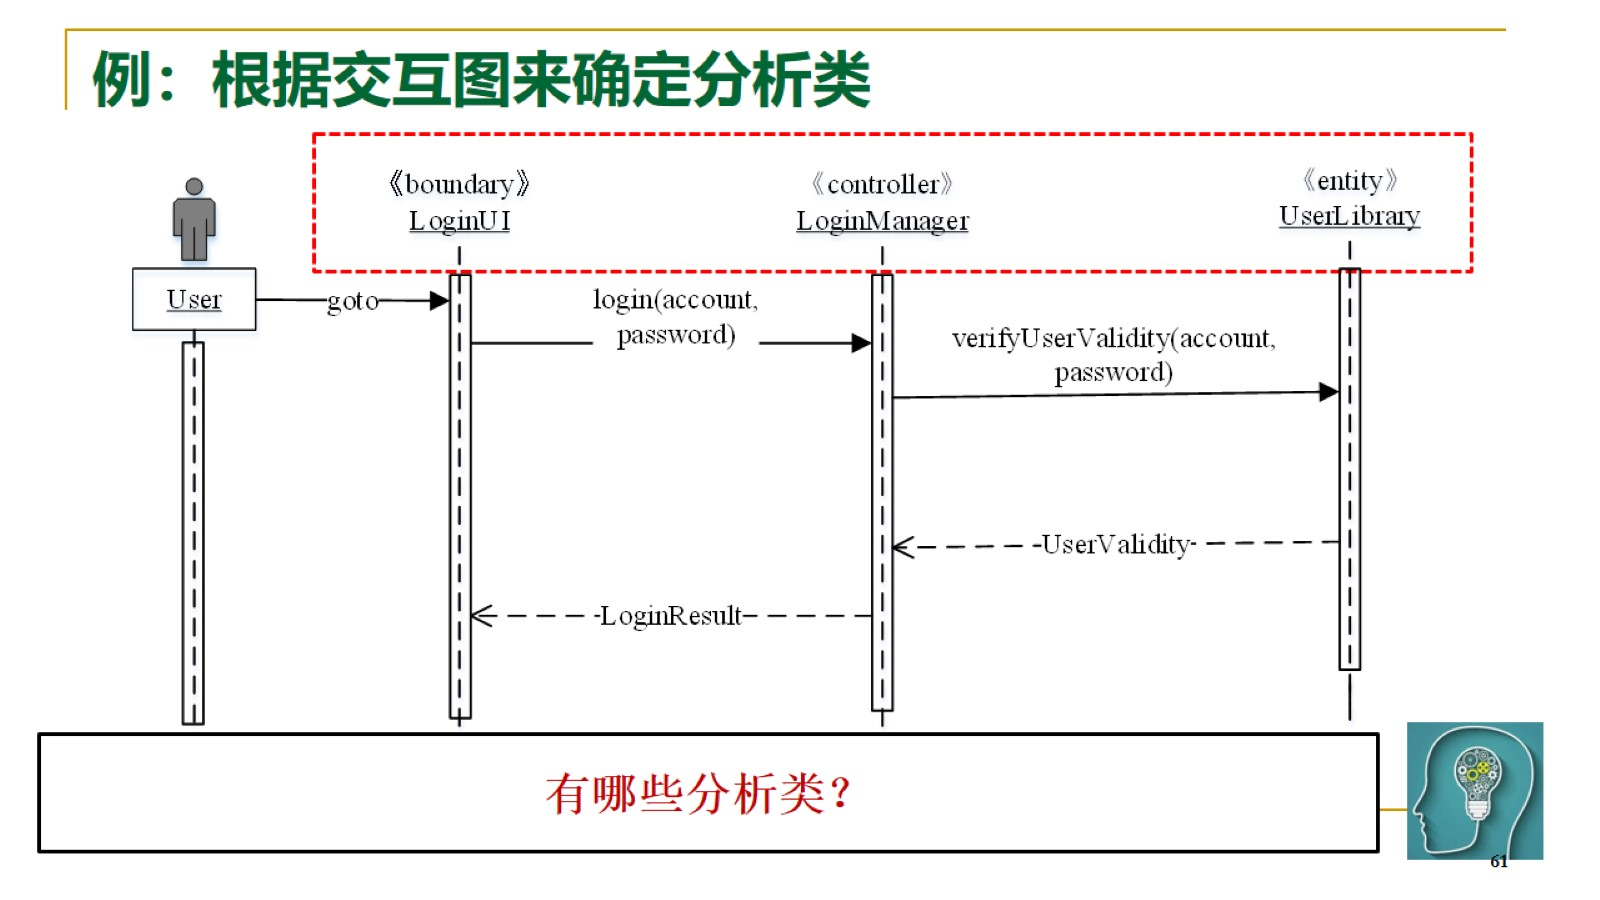 例：根据交互图来确定分析类
《boundary》
LoginUI
《controller》
LoginManager
《entity》
UserLibrary
User
goto
login(account,
password)
verifyUserValidity(account,
password)
UserValidity
LoginResult
有哪些分析类？
61